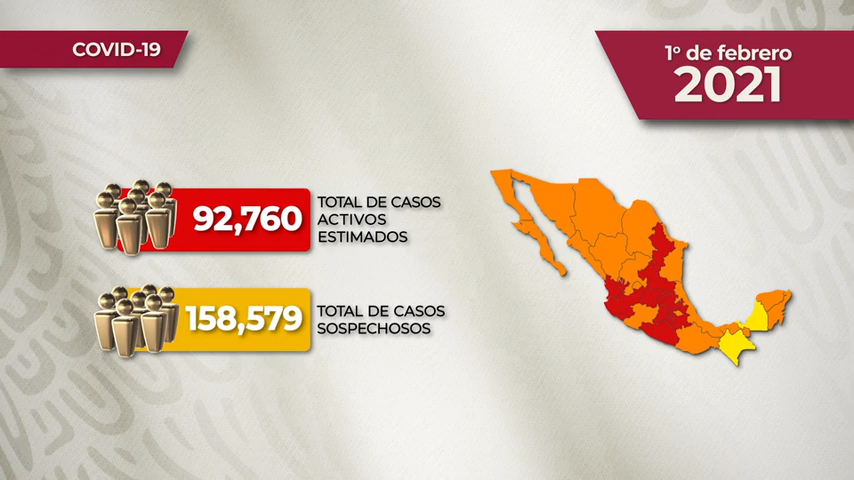 COVID-19
1º de febrero
2021
92,760
TOTAL DE CASOS
ACTIVOS
ESTIMADOS
158,579
TOTAL DE CASOS
SOSPECHOSOS